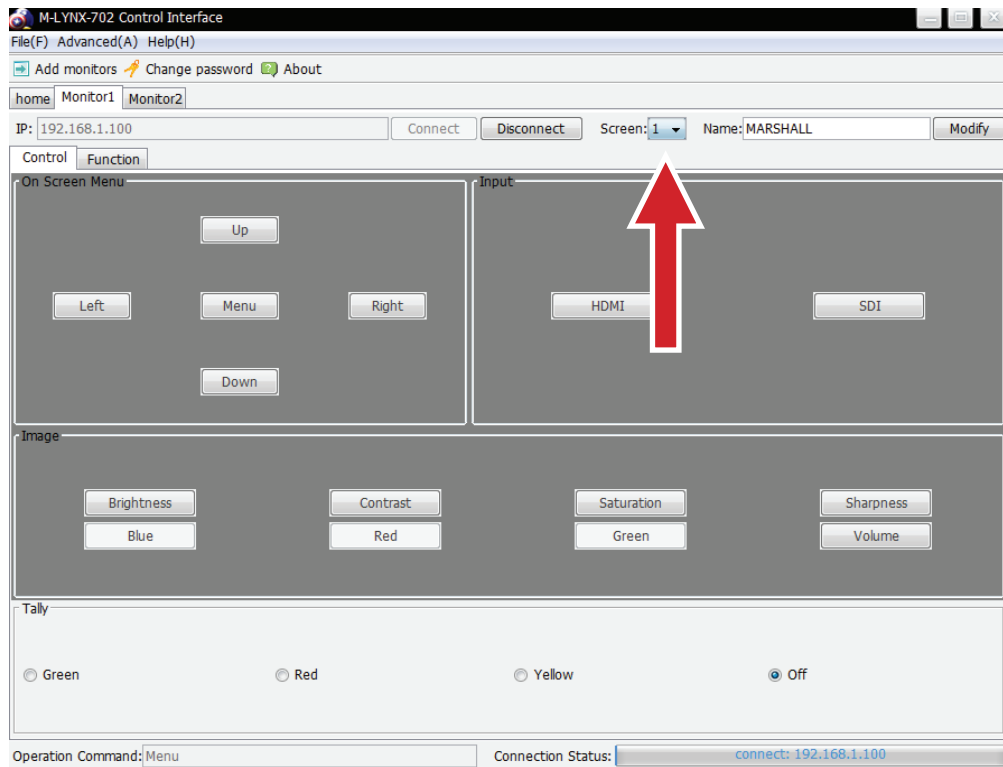 M-LYNX-702 Control Interface
File(F) Advanced(A) Help(H)
Add monitors Change password About
home Monitor1 Monitor2
IP: 192.168.1.100 Connect Disconnect Screen: 1 Name: MARSHALL Modify
Control Function
On Screen Menu Input
Up
Left Menu Right HDMI SDI
Down
Image
Brightness Contrast Saturation Sharpness
Blue Red Green Volume
Tally
Green Red Yellow Off
Operation Command: Menu Connection Status: connect: 192.168.1.100